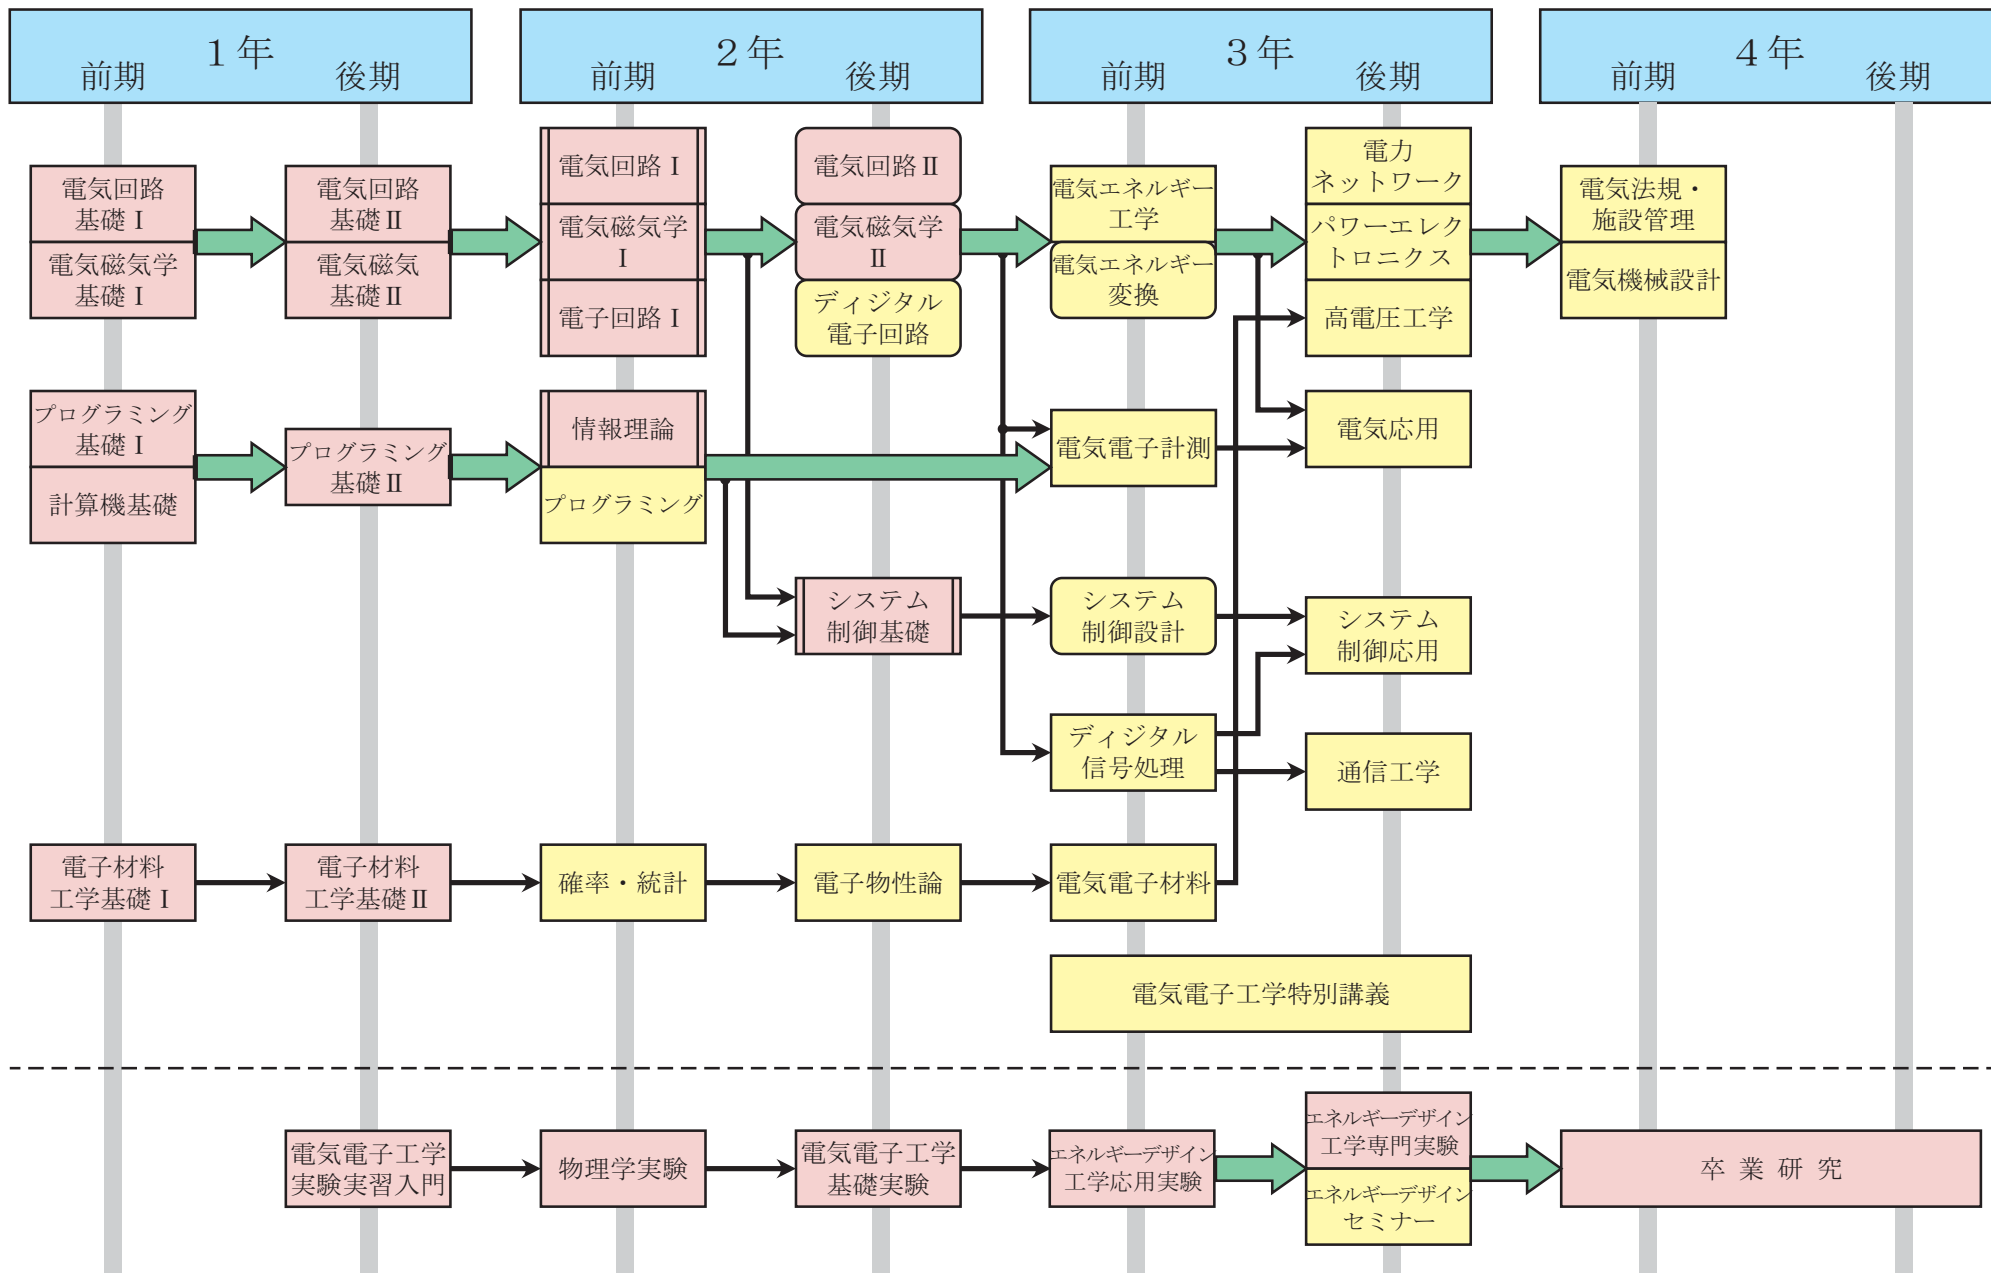 1年
前期
後期
2年
前期
後期
3年
前期
後期
4年
前期
後期
電気回路
基礎Ⅰ
電気磁気学
基礎Ⅰ
電気回路
基礎Ⅱ
電気磁気
基礎Ⅱ
電気回路Ⅰ
電気磁気学
Ⅰ
電子回路Ⅰ
電気回路Ⅱ
電気磁気学
Ⅱ
ディジタル
電子回路
電気エネルギー
工学
電気エネルギー
変換
電力
ネットワーク
パワーエレク
トロニクス
高電圧工学
電気法規・
施設管理
電気機械設計
プログラミング
基礎Ⅰ
計算機基礎
プログラミング
基礎Ⅱ
情報理論
プログラミング
電気電子計測
電気応用
システム
制御基礎
システム
制御設計
システム
制御応用
ディジタル
信号処理
通信工学
電子材料
工学基礎Ⅰ
電子材料
工学基礎Ⅱ
確率・統計
電子物性論
電気電子材料
電気電子工学特別講義
電気電子工学
実験実習入門
物理学実験
電気電子工学
基礎実験
エネルギーデザイン
工学応用実験
エネルギーデザイン
工学専門実験
エネルギーデザイン
セミナー
卒業研究